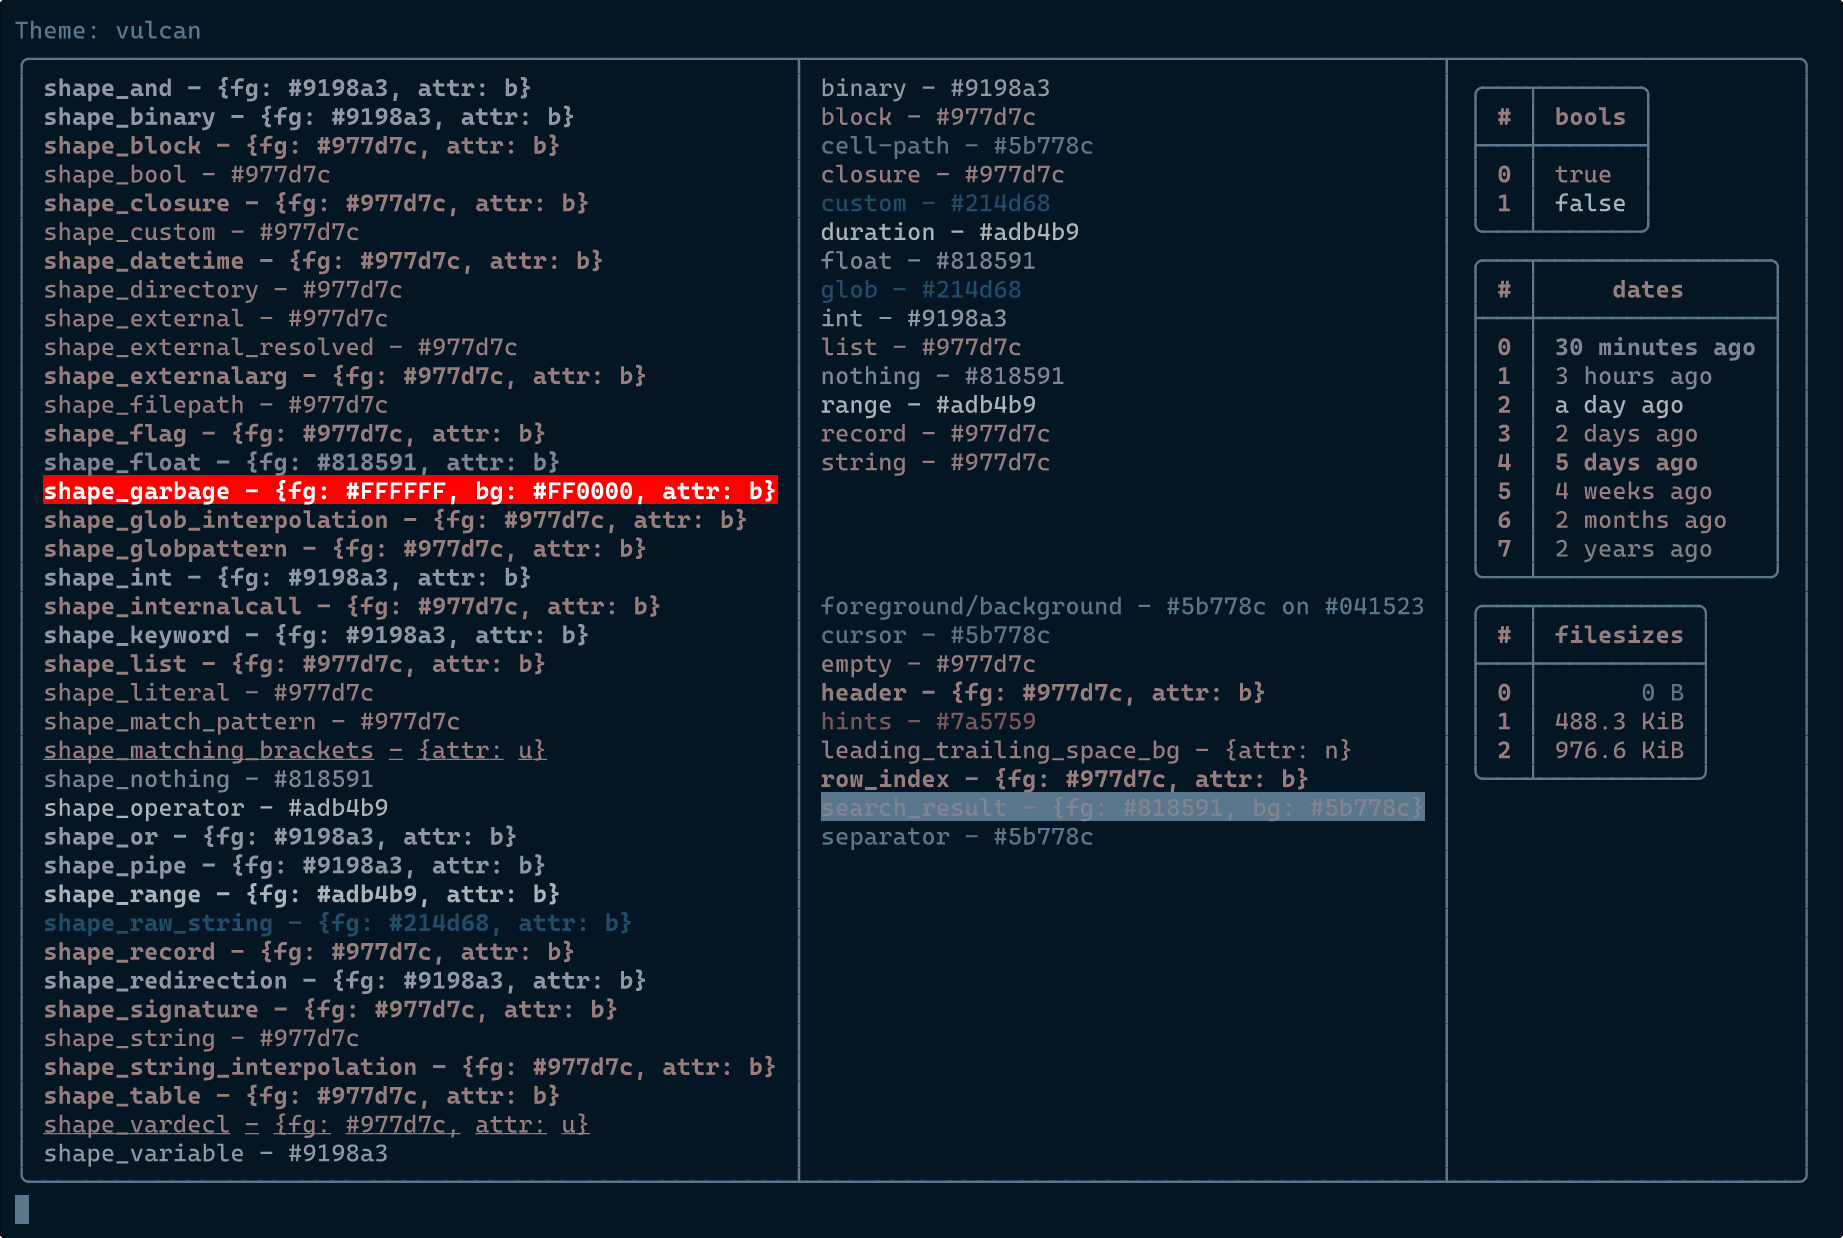 Theme: vulcan
shape_and - {fg: #9198a3, attr: b}
shape_binary - {fg: #9198a3, attr: b}
shape_block - {fg: #977d7c, attr: b}
shape_bool - #977d7c
shape_closure - {fg: #977d7c, attr: b}
shape_custom - #977d7c
shape_datetime - {fg: #977d7c, attr: b}
shape_directory - #977d7c
shape_external - #977d7c
shape_external_resolved - #977d7c
shape_externalarg - {fg: #977d7c, attr: b}
shape_filepath - #977d7c
shape_flag - {fg: #977d7c, attr: b}
shape_float - {fg: #818591, attr: b}
shape_garbage - {fg: #FFFFFF, bg: #FF0000, attr: b}
shape_glob_interpolation - {fg: #977d7c, attr: b}
shape_globpattern - {fg: #977d7c, attr: b}
shape_int - {fg: #9198a3, attr: b}
shape_internalcall - {fg: #977d7c, attr: b}
shape_keyword - {fg: #9198a3, attr: b}
shape_list - {fg: #977d7c, attr: b}
shape_literal - #977d7c
shape_match_pattern - #977d7c
shape_matching_brackets - {attr: u}
shape_nothing - #818591
shape_operator - #adb4b9
shape_or - {fg: #9198a3, attr: b}
shape_pipe - {fg: #9198a3, attr: b}
shape_range - {fg: #adb4b9, attr: b}
shape_raw_string - {fg: #214d68, attr: b}
shape_record - {fg: #977d7c, attr: b}
shape_redirection - {fg: #9198a3, attr: b}
shape_signature - {fg: #977d7c, attr: b}
shape_string - #977d7c
shape_string_interpolation - {fg: #977d7c, attr: b}
shape_table - {fg: #977d7c, attr: b}
shape_vardecl - {fg: #977d7c, attr: u}
shape_variable - #9198a3
binary - #9198a3
block - #977d7c
cell-path - #5b778c
closure - #977d7c
custom - #214d68
duration - #adb4b9
float - #818591
glob - #214d68
int - #9198a3
list - #977d7c
nothing - #818591
range - #adb4b9
record - #977d7c
string - #977d7c
foreground/background - #5b778c on #041523
cursor - #5b778c
empty - #977d7c
header - {fg: #977d7c, attr: b}
hints - #7a5759
leading_trailing_space_bg - {attr: n}
row_index - {fg: #977d7c, attr: b}
search_result - {fg: #818591, bg: #5b778c}
separator - #5b778c
# bools
0 true
1 false
# dates
0 30 minutes ago
1 3 hours ago
2 a day ago
3 2 days ago
4 5 days ago
5 4 weeks ago
6 2 months ago
7 2 years ago
# filesizes
0 0 B
1 488.3 KiB
2 976.6 KiB